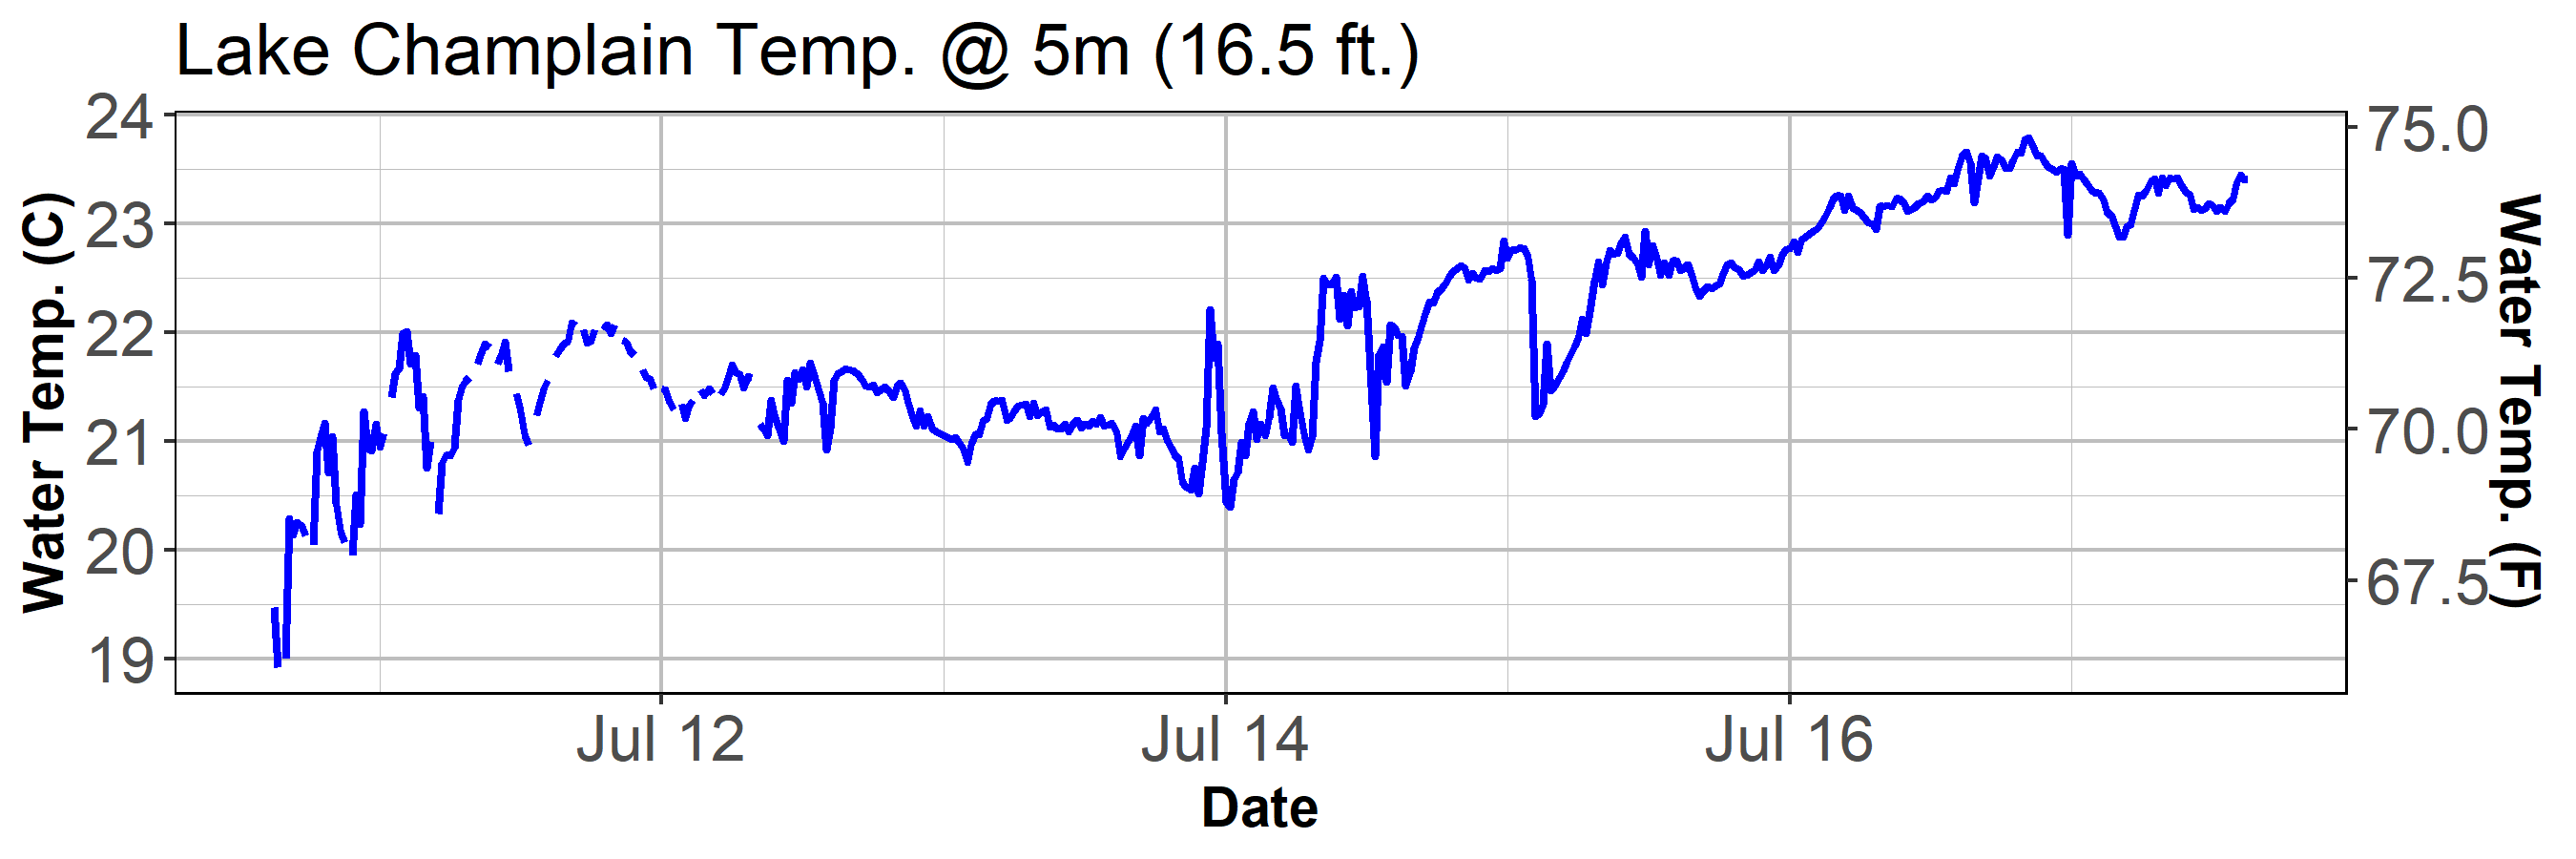 Lake Champlain Temp. @ 5m (16.5 ft.)
24
23
22
21
20
19
Water Temp. (C)
75.0
72.5
70.0
67.5
Water Temp. (F)
Jul 12
Jul 14
Jul 16
Date